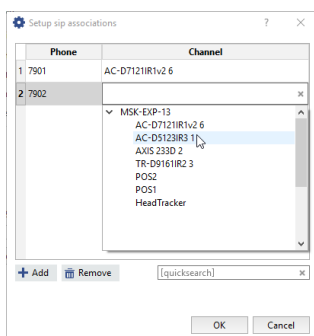 Setup sip associations ? ×
Phone Channel
1 7901 AC-D7121IR1v2 6
2 7902 ×
MSK-EXP-13
AC-D7121IR1v2 6
AC-D5123IR3 1
AXIS 233D 2
TR-D9161IR2 3
POS2
POS1
HeadTracker
+ Add Remove [quicksearch] ×
OK Cancel